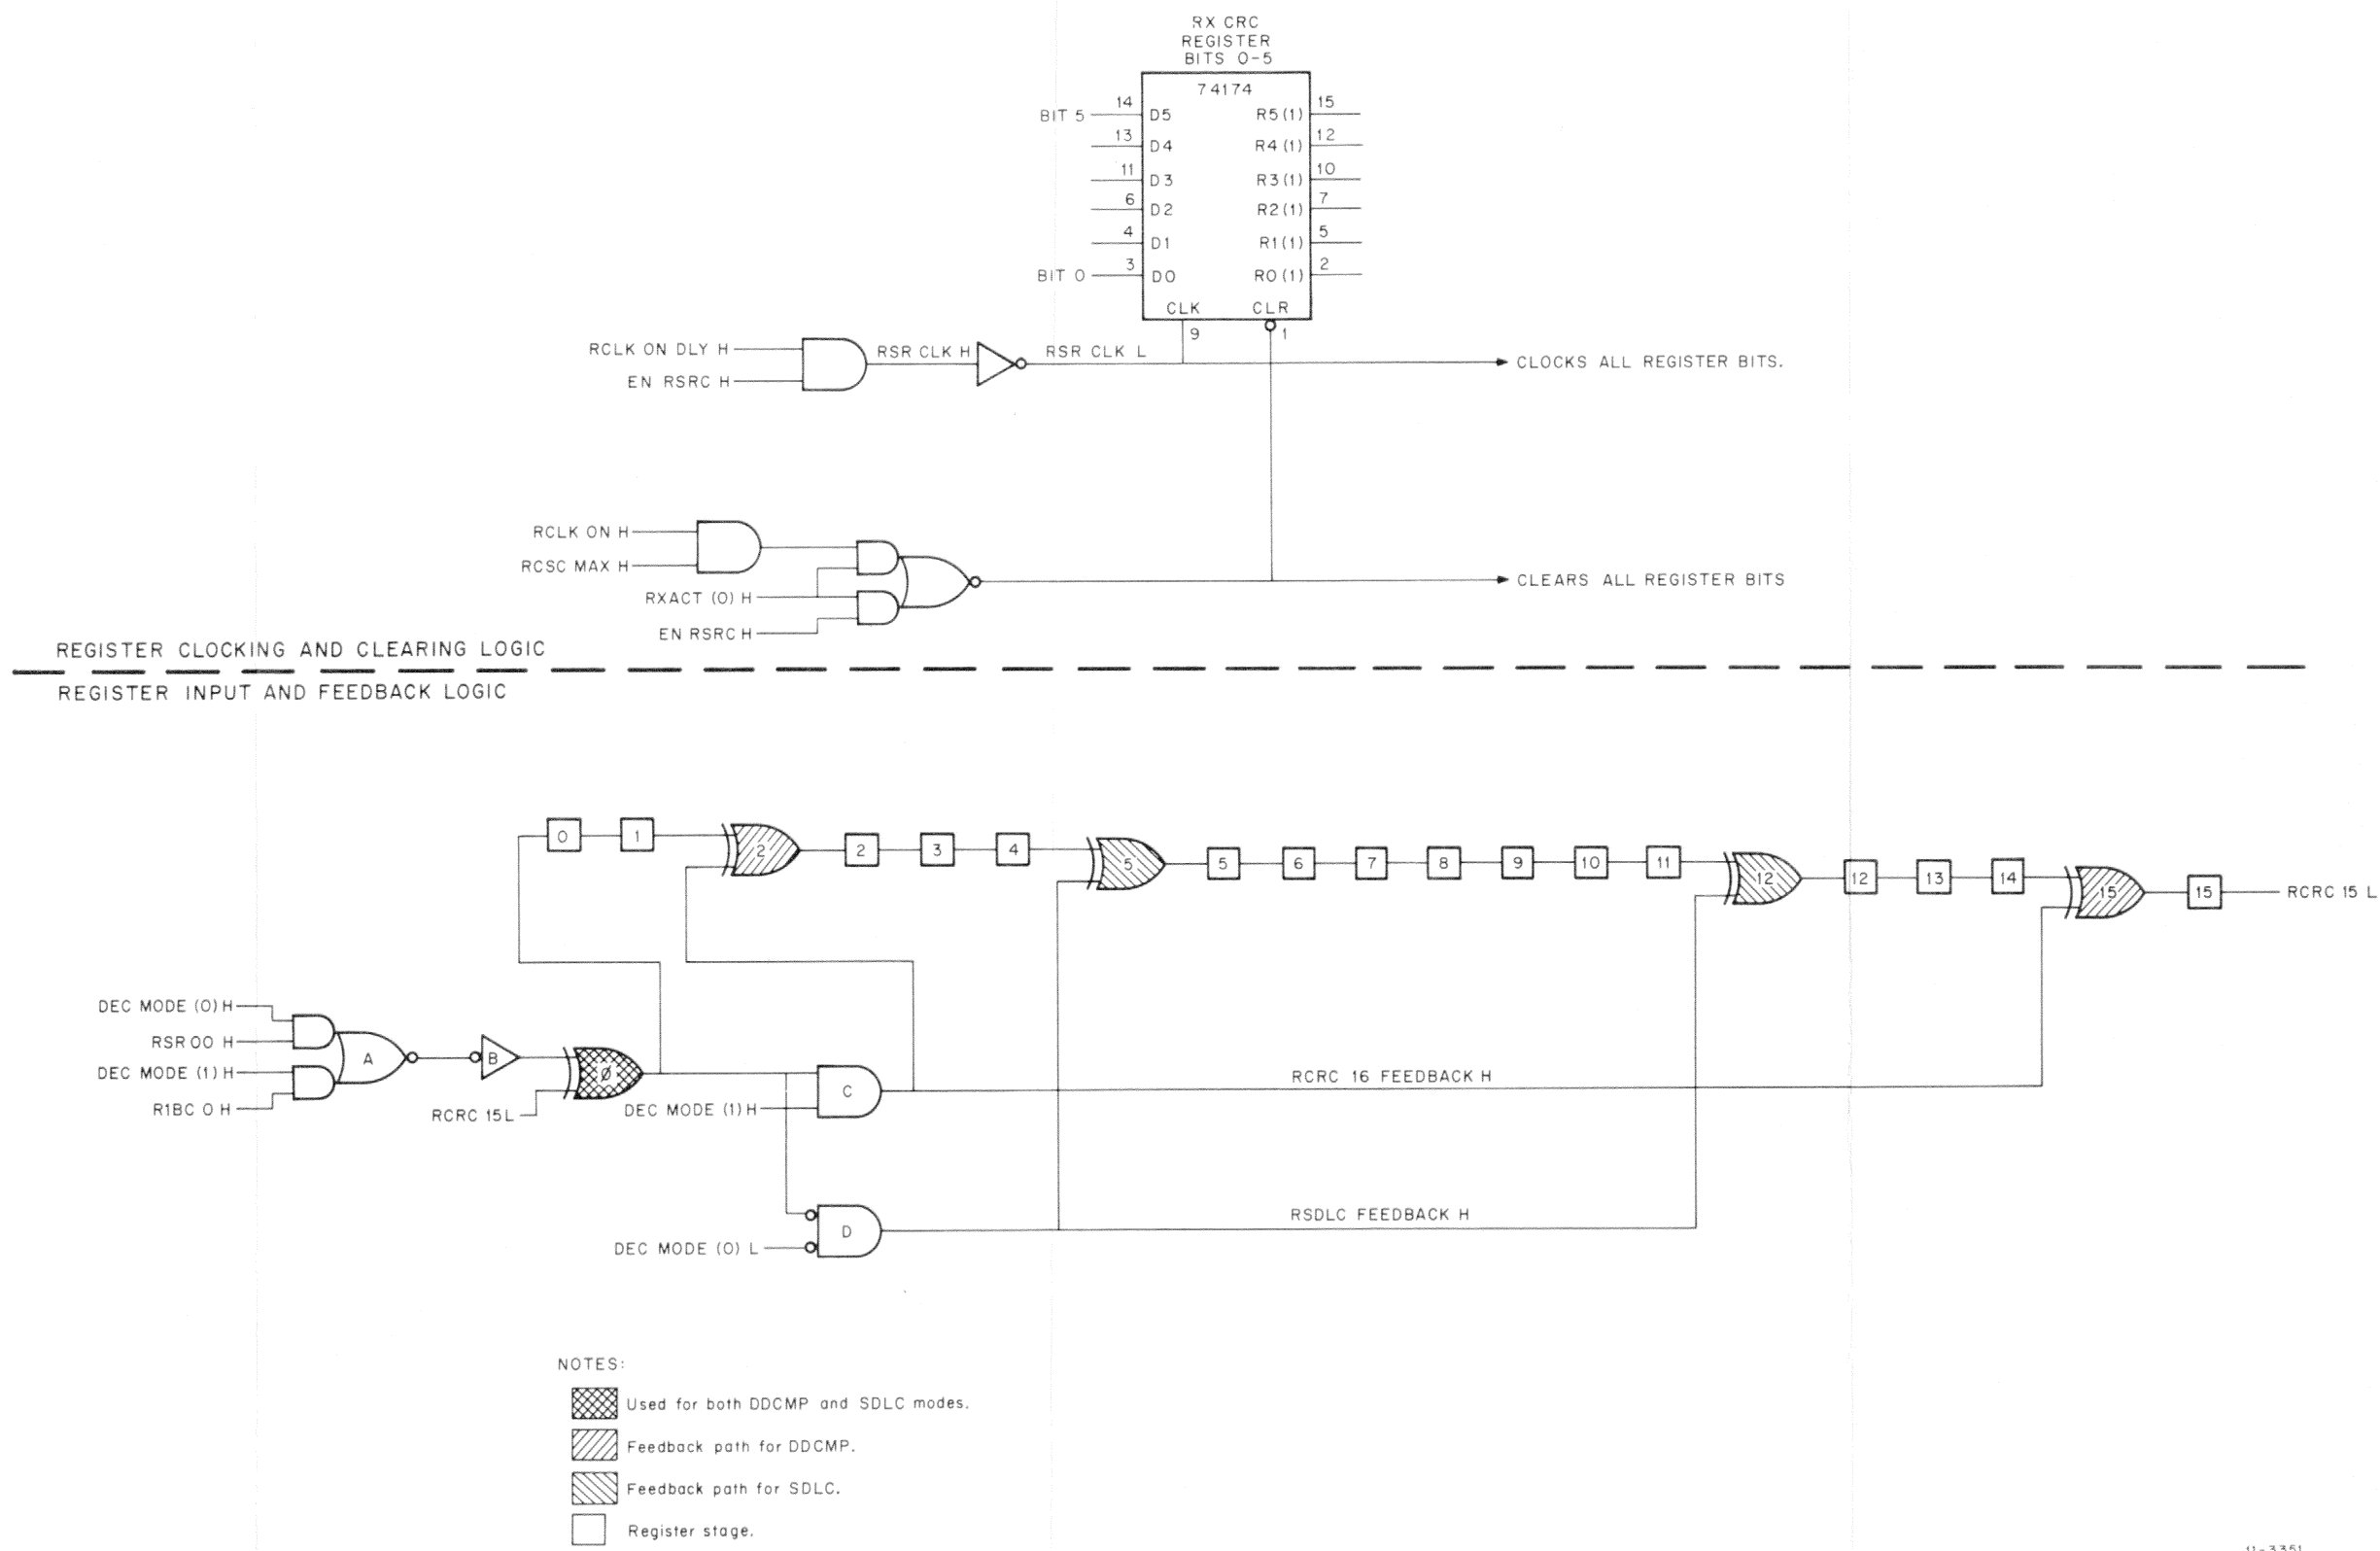 RX CRC
REGISTER
BITS 0-5
74174
BIT 5
14
D5
R5 (1)
15
13
D4
R4 (1)
12
11
D3
R3 (1)
10
6
D2
R2 (1)
7
4
D1
R1 (1)
5
BIT 0
3
D0
R0 (1)
2
CLK
CLR
9
1
RCLK ON DLY H
EN RSRC H
RSR CLK H
RSR CLK L
CLOCKS ALL REGISTER BITS.
RCLK ON H
RCSC MAX H
RXACT (0) H
EN RSRC H
CLEARS ALL REGISTER BITS
REGISTER CLOCKING AND CLEARING LOGIC
REGISTER INPUT AND FEEDBACK LOGIC
0
1
2
2
3
4
5
5
6
7
8
9
10
11
12
12
13
14
15
15
RCRC 15 L
DEC MODE (0) H
RSR 00 H
DEC MODE (1) H
R1BC 0 H
A
B
Ø
RCRC 15 L
DEC MODE (1) H
C
RCRC 16 FEEDBACK H
D
DEC MODE (0) L
RSDLC FEEDBACK H
NOTES:
Used for both DDCMP and SDLC modes.
Feedback path for DDCMP.
Feedback path for SDLC.
Register stage.
11-3351